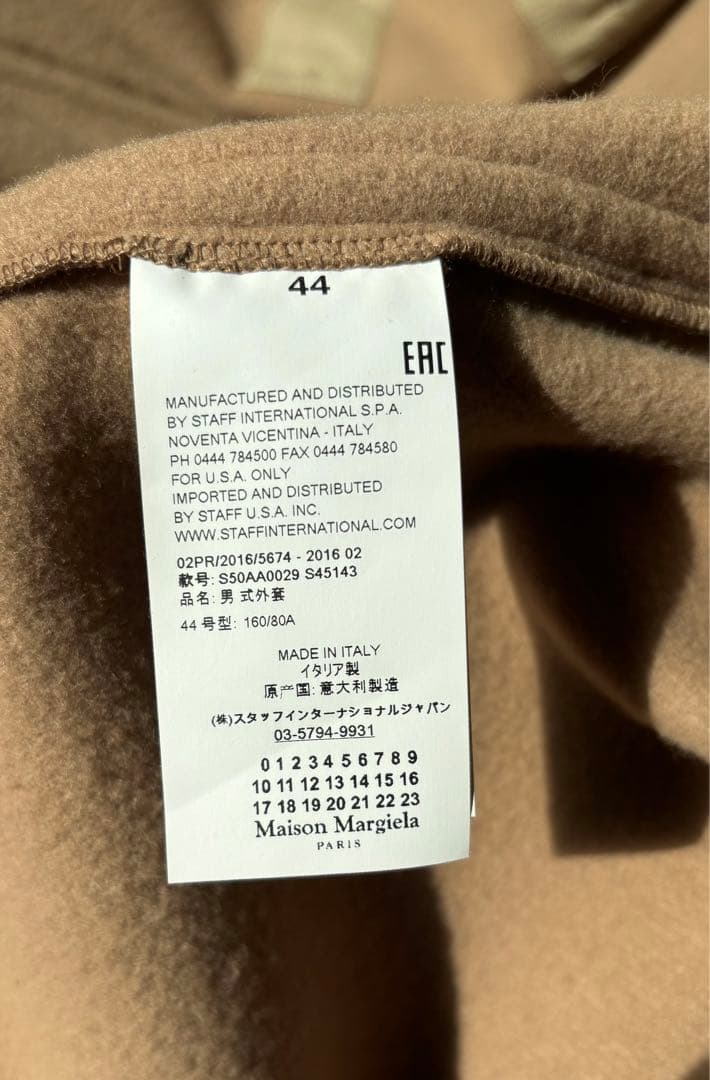 44
EAC
MANUFACTURED AND DISTRIBUTED
BY STAFF INTERNATIONAL S.P.A.
NOVENTA VICENTINA - ITALY
PH 0444 784500 FAX 0444 784580
FOR U.S.A. ONLY
IMPORTED AND DISTRIBUTED
BY STAFF U.S.A. INC.
WWW.STAFFINTERNATIONAL.COM
02PR/2016/5674 - 2016 02
款号: S50AA0029 S45143
品名: 男 式外套
44 号型: 160/80A
MADE IN ITALY
イタリア製
原产国: 意大利製造
(株)スタッフインターナショナルジャパン
03-5794-9931
0 1 2 3 4 5 6 7 8 9
10 11 12 13 14 15 16
17 18 19 20 21 22 23
Maison Margiela
PARIS